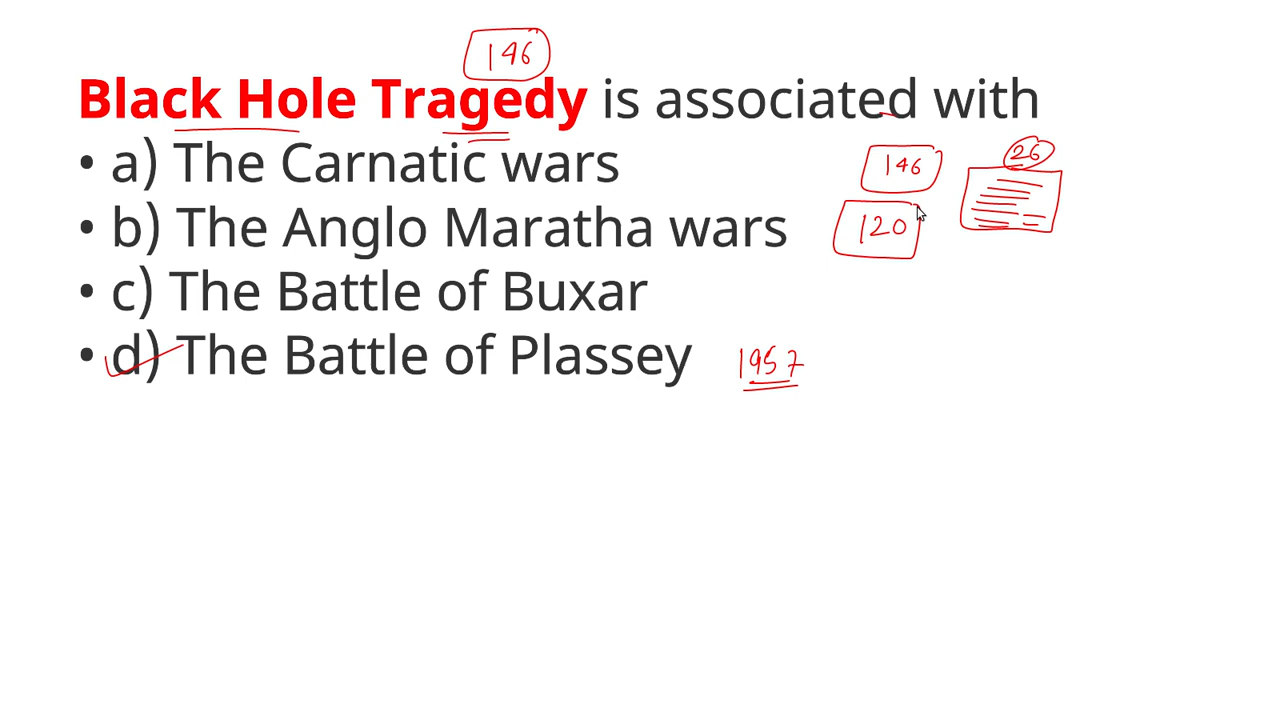 146
Black Hole Tragedy is associated with
• a) The Carnatic wars
146
26
• b) The Anglo Maratha wars
120
• c) The Battle of Buxar
• d) The Battle of Plassey
1957